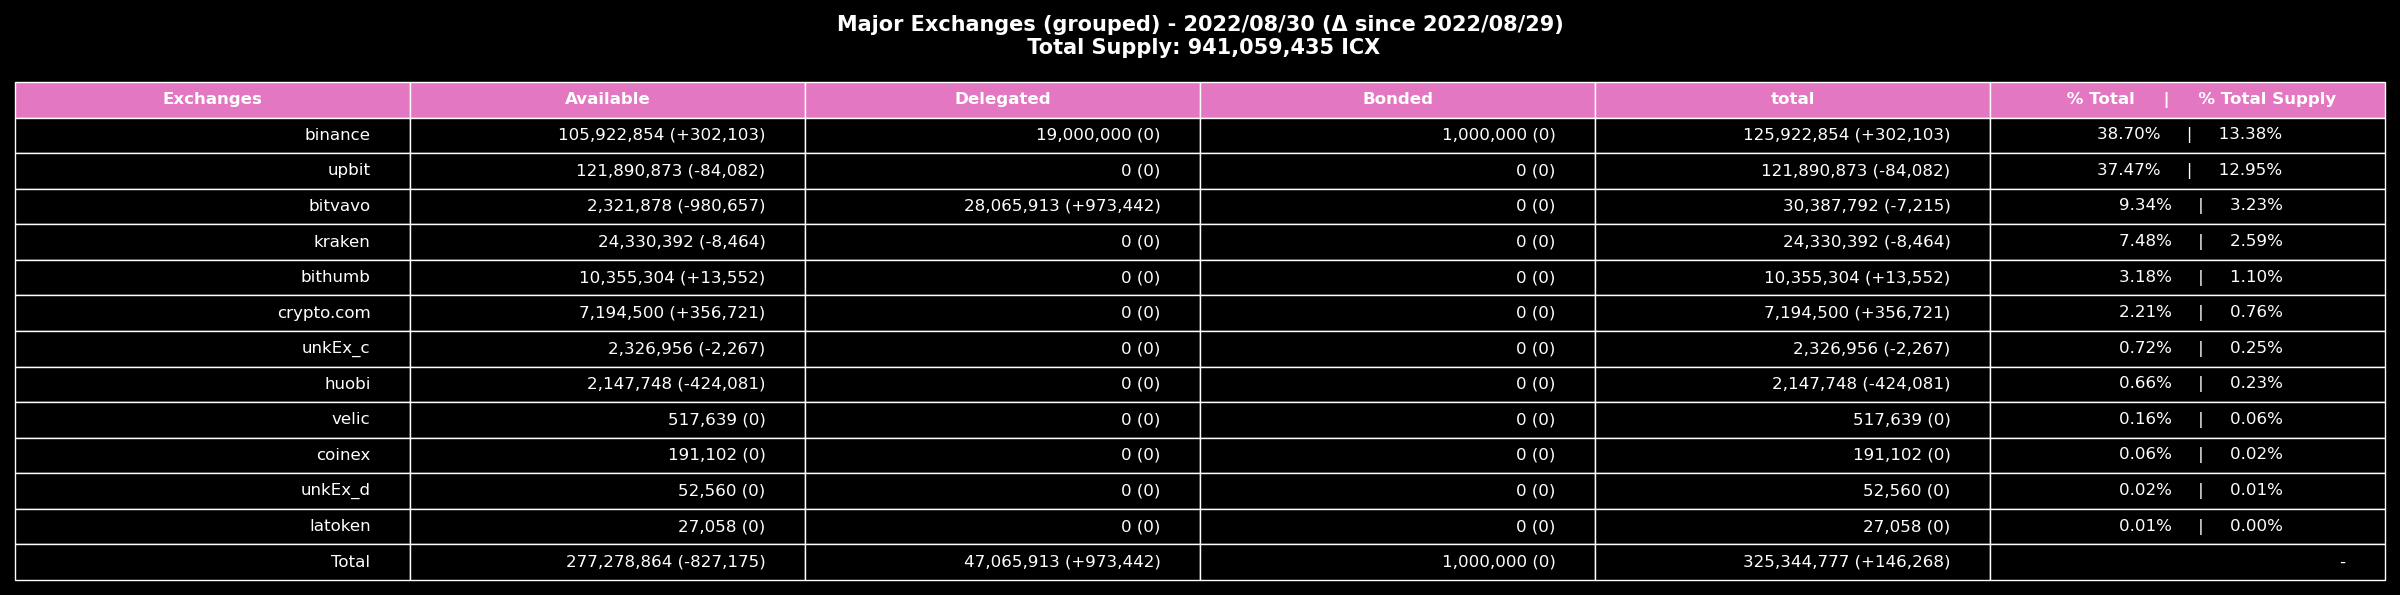 Major Exchanges (grouped) - 2022/08/30 (Δ since 2022/08/29)
Total Supply: 941,059,435 ICX
Exchanges Available Delegated Bonded total % Total | % Total Supply
binance 105,922,854 (+302,103) 19,000,000 (0) 1,000,000 (0) 125,922,854 (+302,103) 38.70% | 13.38%
upbit 121,890,873 (-84,082) 0 (0) 0 (0) 121,890,873 (-84,082) 37.47% | 12.95%
bitvavo 2,321,878 (-980,657) 28,065,913 (+973,442) 0 (0) 30,387,792 (-7,215) 9.34% | 3.23%
kraken 24,330,392 (-8,464) 0 (0) 0 (0) 24,330,392 (-8,464) 7.48% | 2.59%
bithumb 10,355,304 (+13,552) 0 (0) 0 (0) 10,355,304 (+13,552) 3.18% | 1.10%
crypto.com 7,194,500 (+356,721) 0 (0) 0 (0) 7,194,500 (+356,721) 2.21% | 0.76%
unkEx_c 2,326,956 (-2,267) 0 (0) 0 (0) 2,326,956 (-2,267) 0.72% | 0.25%
huobi 2,147,748 (-424,081) 0 (0) 0 (0) 2,147,748 (-424,081) 0.66% | 0.23%
velic 517,639 (0) 0 (0) 0 (0) 517,639 (0) 0.16% | 0.06%
coinex 191,102 (0) 0 (0) 0 (0) 191,102 (0) 0.06% | 0.02%
unkEx_d 52,560 (0) 0 (0) 0 (0) 52,560 (0) 0.02% | 0.01%
latoken 27,058 (0) 0 (0) 0 (0) 27,058 (0) 0.01% | 0.00%
Total 277,278,864 (-827,175) 47,065,913 (+973,442) 1,000,000 (0) 325,344,777 (+146,268) -